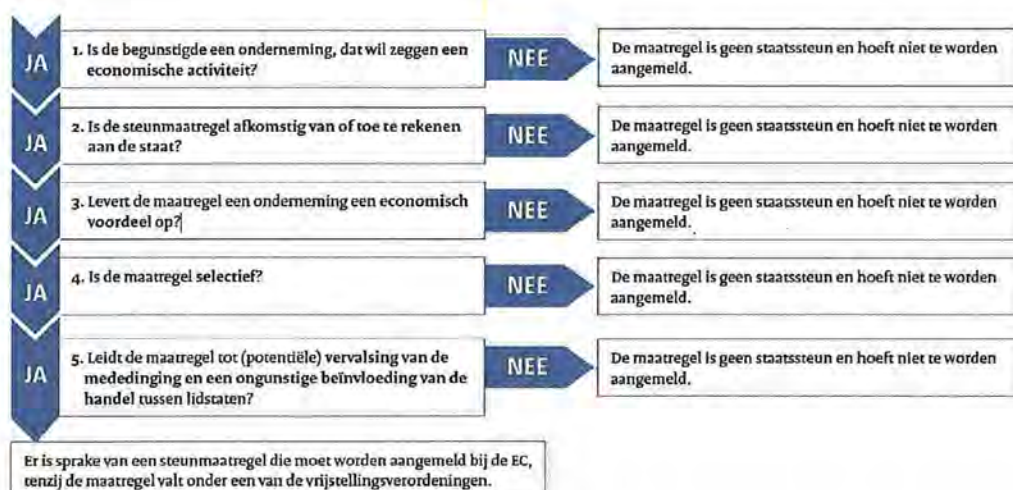 JA
1. Is de begunstigde een onderneming, dat wil zeggen een
economische activiteit?
NEE
De maatregel is geen staatssteun en hoeft niet te worden
aangemeld.
JA
2. Is de steunmaatregel afkomstig van of toe te rekenen
aan de staat?
NEE
De maatregel is geen staatssteun en hoeft niet te worden
aangemeld.
JA
3. Levert de maatregel een onderneming een economisch
voordeel op?
NEE
De maatregel is geen staatssteun en hoeft niet te worden
aangemeld.
JA
4. Is de maatregel selectief?
NEE
De maatregel is geen staatssteun en hoeft niet te worden
aangemeld.
JA
5. Leidt de maatregel tot (potentiële) vervalsing van de
mededinging en een ongunstige beïnvloeding van de
handel tussen lidstaten?
NEE
De maatregel is geen staatssteun en hoeft niet te worden
aangemeld.
Er is sprake van een steunmaatregel die moet worden aangemeld bij de EC,
tenzij de maatregel valt onder een van de vrijstellingsverordeningen.